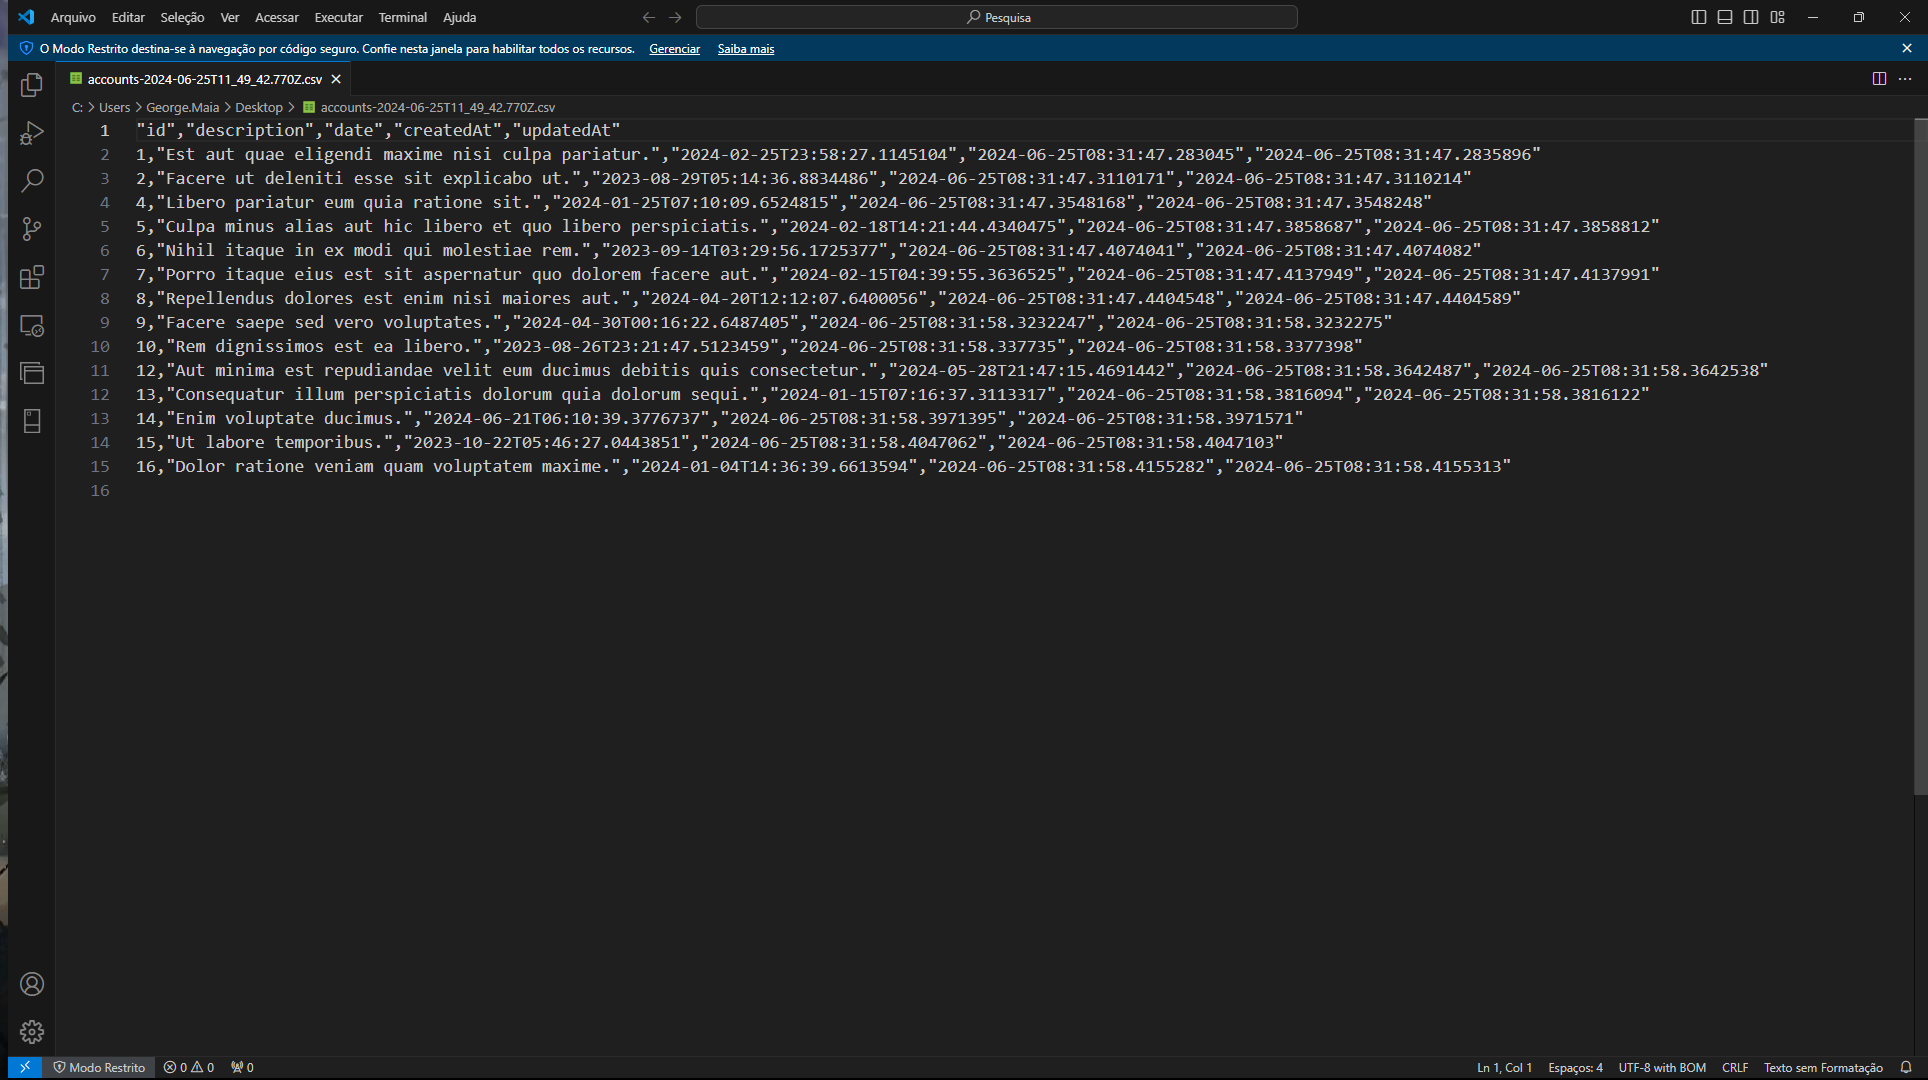 Arquivo Editar Seleção Ver Acessar Executar Terminal Ajuda Pesquisa
O Modo Restrito destina-se à navegação por código seguro. Confie nesta janela para habilitar todos os recursos. Gerenciar Saiba mais
accounts-2024-06-25T11_49_42.770Z.csv
C: > Users > George.Maia > Desktop > accounts-2024-06-25T11_49_42.770Z.csv
1 "id","description","date","createdAt","updatedAt"
2 1,"Est aut quae eligendi maxime nisi culpa pariatur.","2024-02-25T23:58:27.1145104","2024-06-25T08:31:47.283045","2024-06-25T08:31:47.2835896"
3 2,"Facere ut deleniti esse sit explicabo ut.","2023-08-29T05:14:36.8834486","2024-06-25T08:31:47.3110171","2024-06-25T08:31:47.3110214"
4 4,"Libero pariatur eum quia ratione sit.","2024-01-25T07:10:09.6524815","2024-06-25T08:31:47.3548168","2024-06-25T08:31:47.3548248"
5 5,"Culpa minus alias aut hic libero et quo libero perspiciatis.","2024-02-18T14:21:44.4340475","2024-06-25T08:31:47.3858687","2024-06-25T08:31:47.3858812"
6 6,"Nihil itaque in ex modi qui molestiae rem.","2023-09-14T03:29:56.1725377","2024-06-25T08:31:47.4074041","2024-06-25T08:31:47.4074082"
7 7,"Porro itaque eius est sit aspernatur quo dolorem facere aut.","2024-02-15T04:39:55.3636525","2024-06-25T08:31:47.4137949","2024-06-25T08:31:47.4137991"
8 8,"Repellendus dolores est enim nisi maiores aut.","2024-04-20T12:12:07.6400056","2024-06-25T08:31:47.4404548","2024-06-25T08:31:47.4404589"
9 9,"Facere saepe sed vero voluptates.","2024-04-30T00:16:22.6487405","2024-06-25T08:31:58.3232247","2024-06-25T08:31:58.3232275"
10 10,"Rem dignissimos est ea libero.","2023-08-26T23:21:47.5123459","2024-06-25T08:31:58.337735","2024-06-25T08:31:58.3377398"
11 12,"Aut minima est repudiandae velit eum ducimus debitis quis consectetur.","2024-05-28T21:47:15.4691442","2024-06-25T08:31:58.3642487","2024-06-25T08:31:58.3642538"
12 13,"Consequatur illum perspiciatis dolorum quia dolorum sequi.","2024-01-15T07:16:37.3113317","2024-06-25T08:31:58.3816094","2024-06-25T08:31:58.3816122"
13 14,"Enim voluptate ducimus.","2024-06-21T06:10:39.3776737","2024-06-25T08:31:58.3971395","2024-06-25T08:31:58.3971571"
14 15,"Ut labore temporibus.","2023-10-22T05:46:27.0443851","2024-06-25T08:31:58.4047062","2024-06-25T08:31:58.4047103"
15 16,"Dolor ratione veniam quam voluptatem maxime.","2024-01-04T14:36:39.6613594","2024-06-25T08:31:58.4155282","2024-06-25T08:31:58.4155313"
16
Modo Restrito 0 0 0 Ln 1, Col 1 Espaços: 4 UTF-8 with BOM CRLF Texto sem Formatação